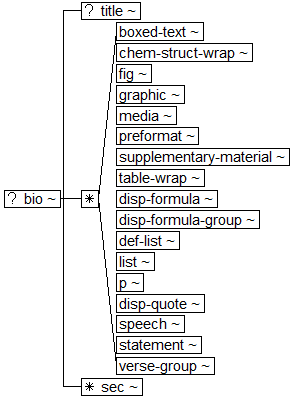 ? title ~
boxed-text ~
chem-struct-wrap ~
fig ~
graphic ~
media ~
preformat ~
supplementary-material ~
table-wrap ~
? bio ~
*
disp-formula ~
disp-formula-group ~
def-list ~
list ~
p ~
disp-quote ~
speech ~
statement ~
verse-group ~
* sec ~